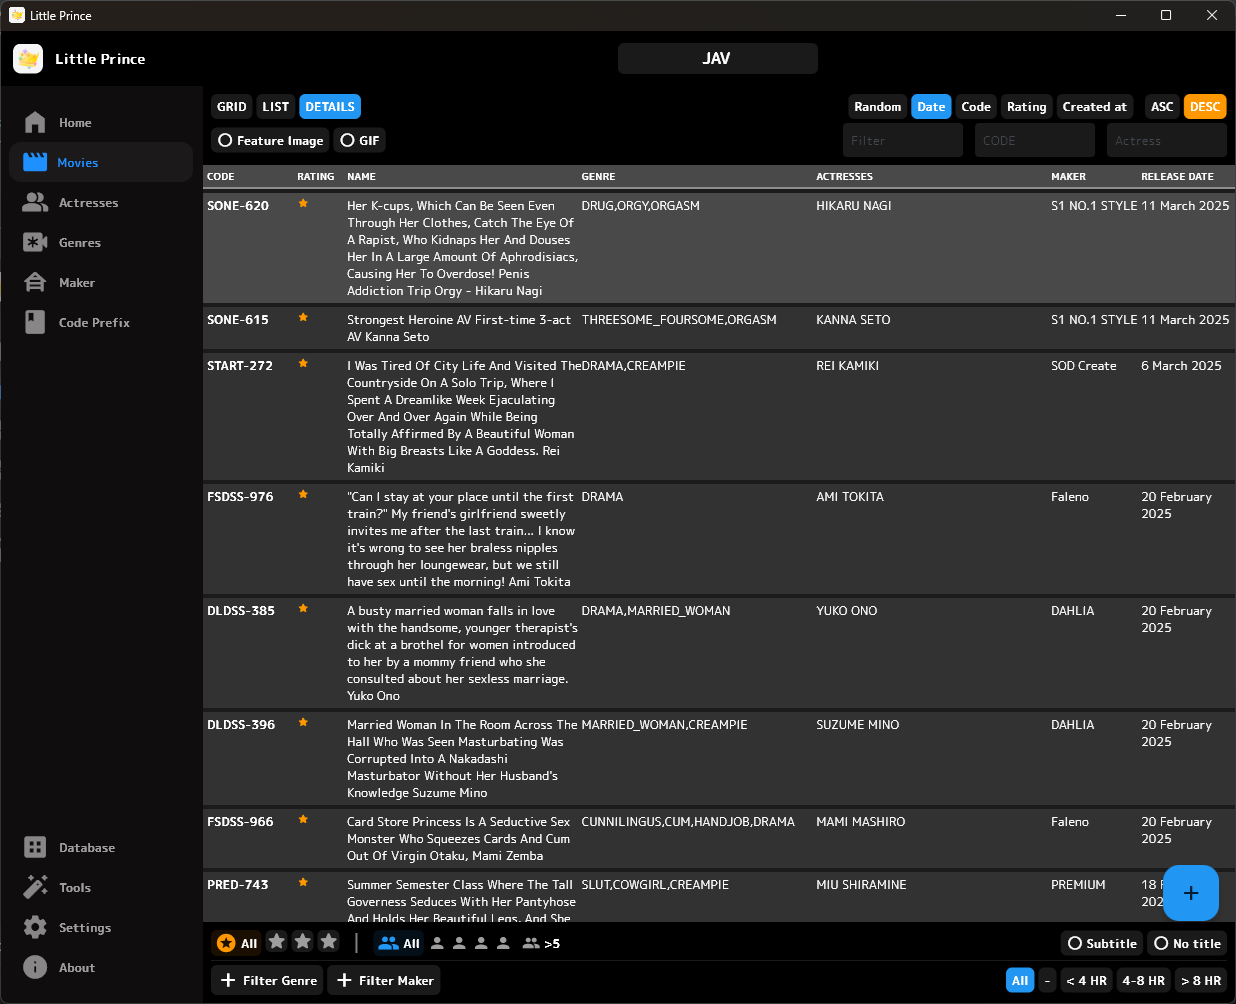 Little Prince
Little Prince
JAV
Home
Movies
Actresses
Genres
Maker
Code Prefix
Database
Tools
Settings
About
GRID LIST DETAILS
Random Date Code Rating Created at ASC DESC
Feature Image GIF
Filter CODE Actress
CODE RATING NAME GENRE ACTRESSES MAKER RELEASE DATE
SONE-620 Her K-cups, Which Can Be Seen Even DRUG,ORGY,ORGASM HIKARU NAGI S1 NO.1 STYLE 11 March 2025
Through Her Clothes, Catch The Eye Of
A Rapist, Who Kidnaps Her And Douses
Her In A Large Amount Of Aphrodisiacs,
Causing Her To Overdose! Penis
Addiction Trip Orgy - Hikaru Nagi
SONE-615 Strongest Heroine AV First-time 3-act THREESOME_FOURSOME,ORGASM KANNA SETO S1 NO.1 STYLE 11 March 2025
AV Kanna Seto
START-272 I Was Tired Of City Life And Visited The DRAMA,CREAMPIE REI KAMIKI SOD Create 6 March 2025
Countryside On A Solo Trip, Where I
Spent A Dreamlike Week Ejaculating
Over And Over Again While Being
Totally Affirmed By A Beautiful Woman
With Big Breasts Like A Goddess. Rei
Kamiki
FSDSS-976 "Can I stay at your place until the first DRAMA AMI TOKITA Faleno 20 February
train?" My friend's girlfriend sweetly 2025
invites me after the last train... I know
it's wrong to see her braless nipples
through her loungewear, but we still
have sex until the morning! Ami Tokita
DLDSS-385 A busty married woman falls in love DRAMA,MARRIED_WOMAN YUKO ONO DAHLIA 20 February
with the handsome, younger therapist's 2025
dick at a brothel for women introduced
to her by a mommy friend who she
consulted about her sexless marriage.
Yuko Ono
DLDSS-396 Married Woman In The Room Across The MARRIED_WOMAN,CREAMPIE SUZUME MINO DAHLIA 20 February
Hall Who Was Seen Masturbating Was 2025
Corrupted Into A Nakadashi
Masturbator Without Her Husband's
Knowledge Suzume Mino
FSDSS-966 Card Store Princess Is A Seductive Sex CUNNILINGUS,CUM,HANDJOB,DRAMA MAMI MASHIRO Faleno 20 February
Monster Who Squeezes Cards And Cum 2025
Out Of Virgin Otaku, Mami Zemba
PRED-743 Summer Semester Class Where The Tall SLUT,COWGIRL,CREAMPIE MIU SHIRAMINE PREMIUM 18
Governess Seduces With Her Pantyhose
And Holds Her Beautiful Legs, And She
All All >5 Subtitle No title
+ Filter Genre + Filter Maker All - < 4 HR 4-8 HR > 8 HR